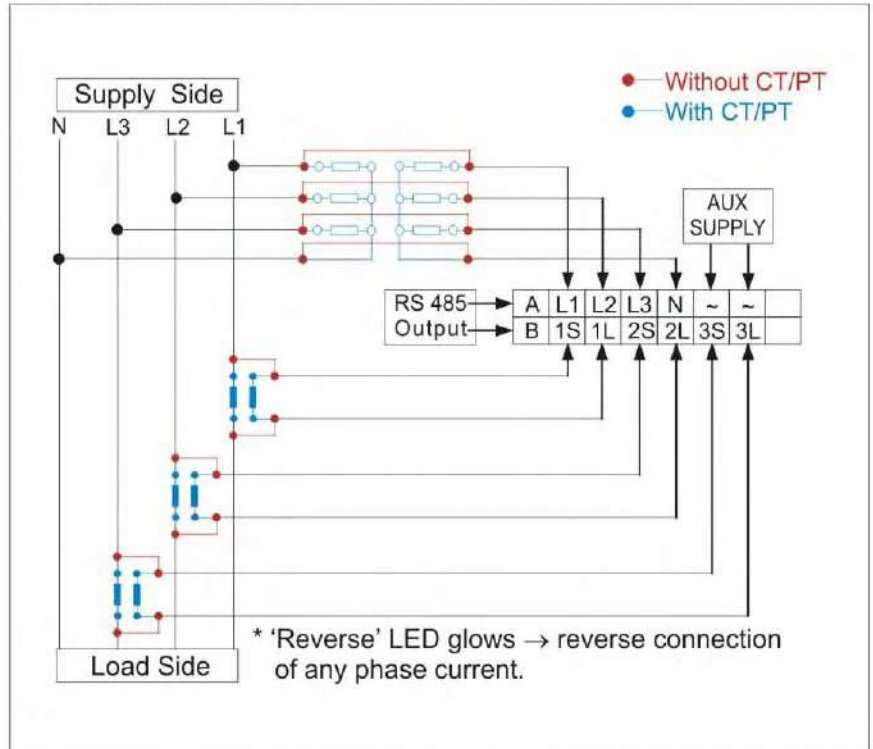 Supply Side
Without CT/PT
With CT/PT
N L3 L2 L1
AUX
SUPPLY
RS 485
Output
A L1 L2 L3 N ~ ~
B 1S 1L 2S 2L 3S 3L
* 'Reverse' LED glows → reverse connection
of any phase current.
Load Side